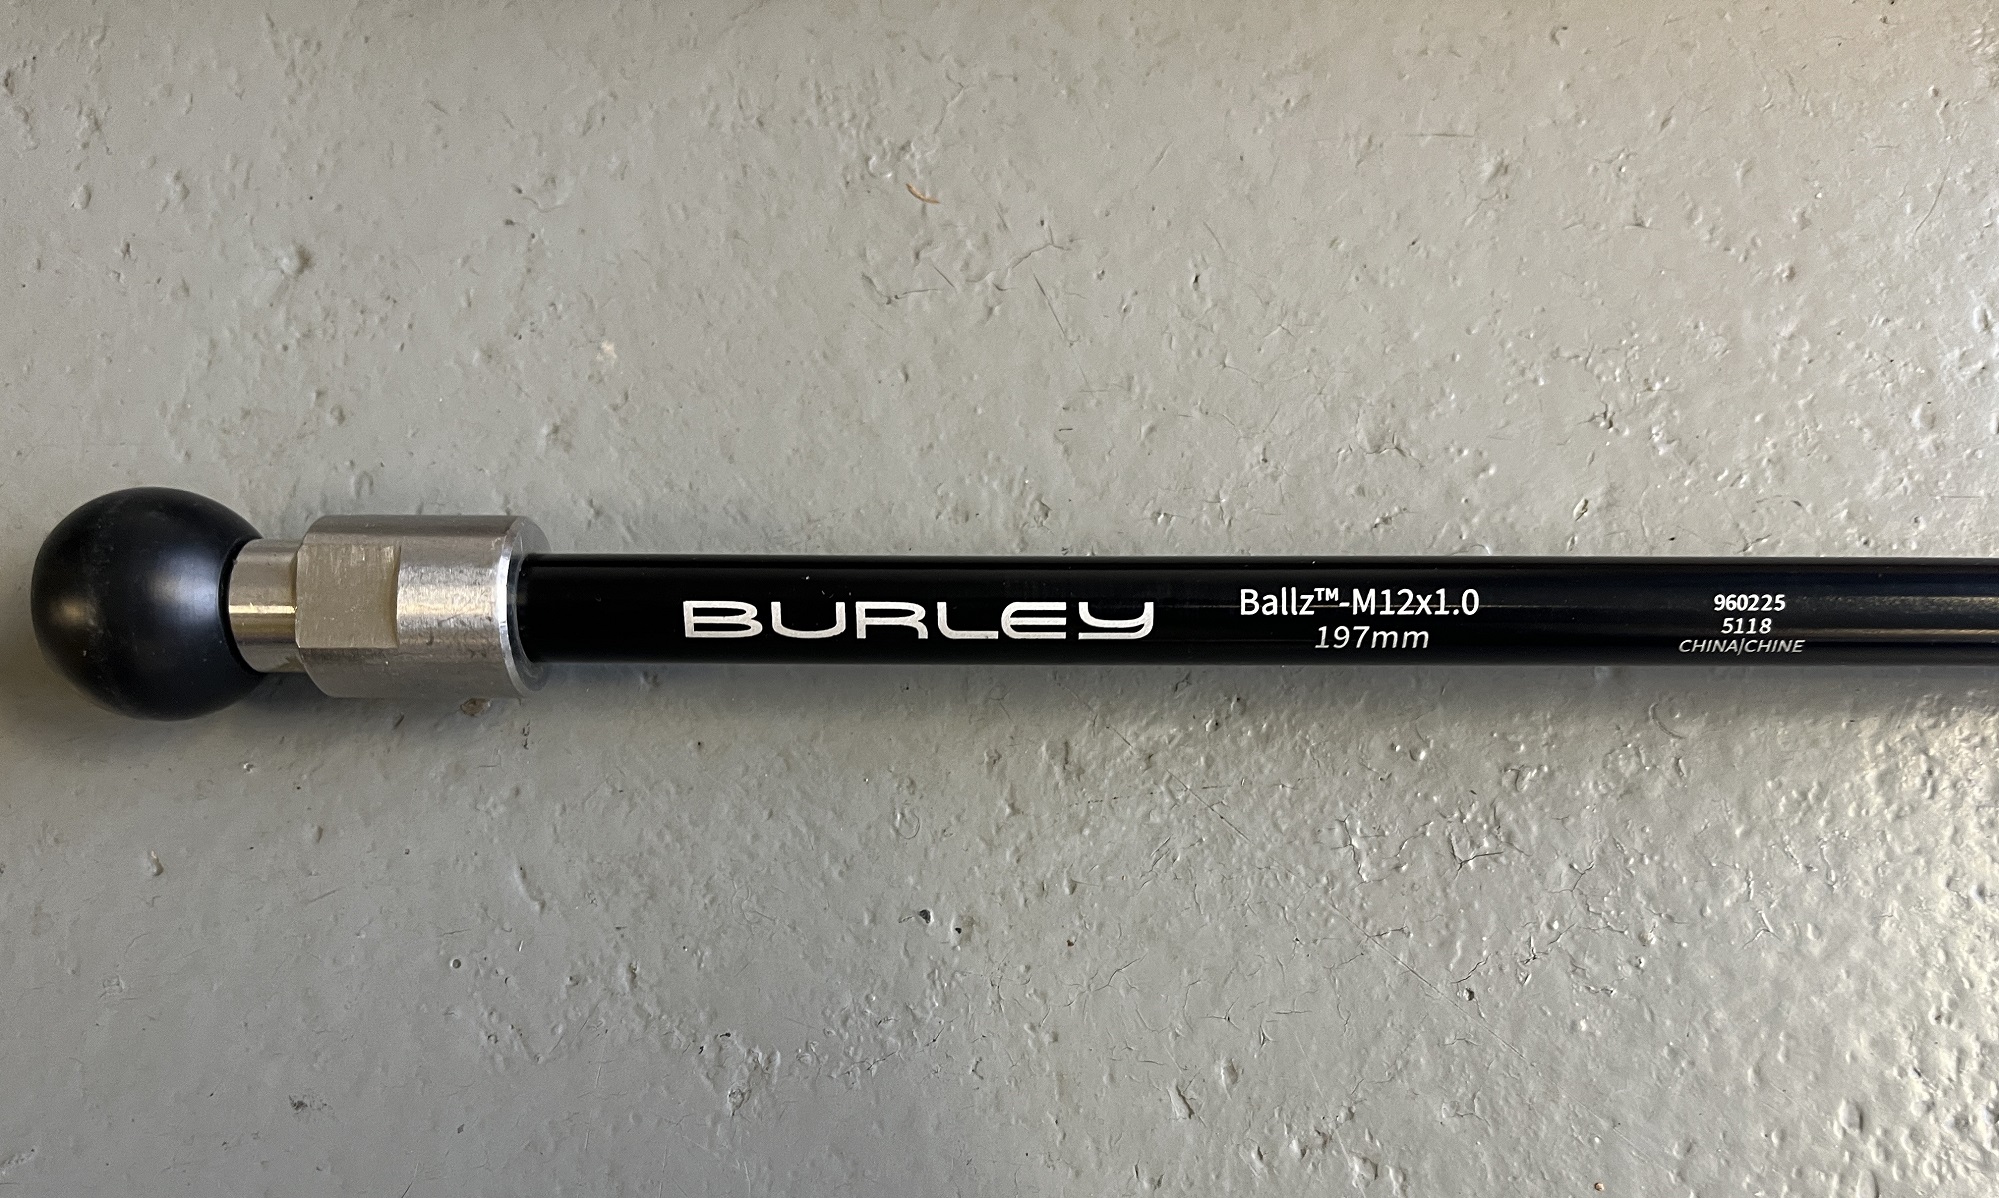 BURLEY
Ballz™-M12x1.0
197mm
960225
5118
CHINA|CHINE